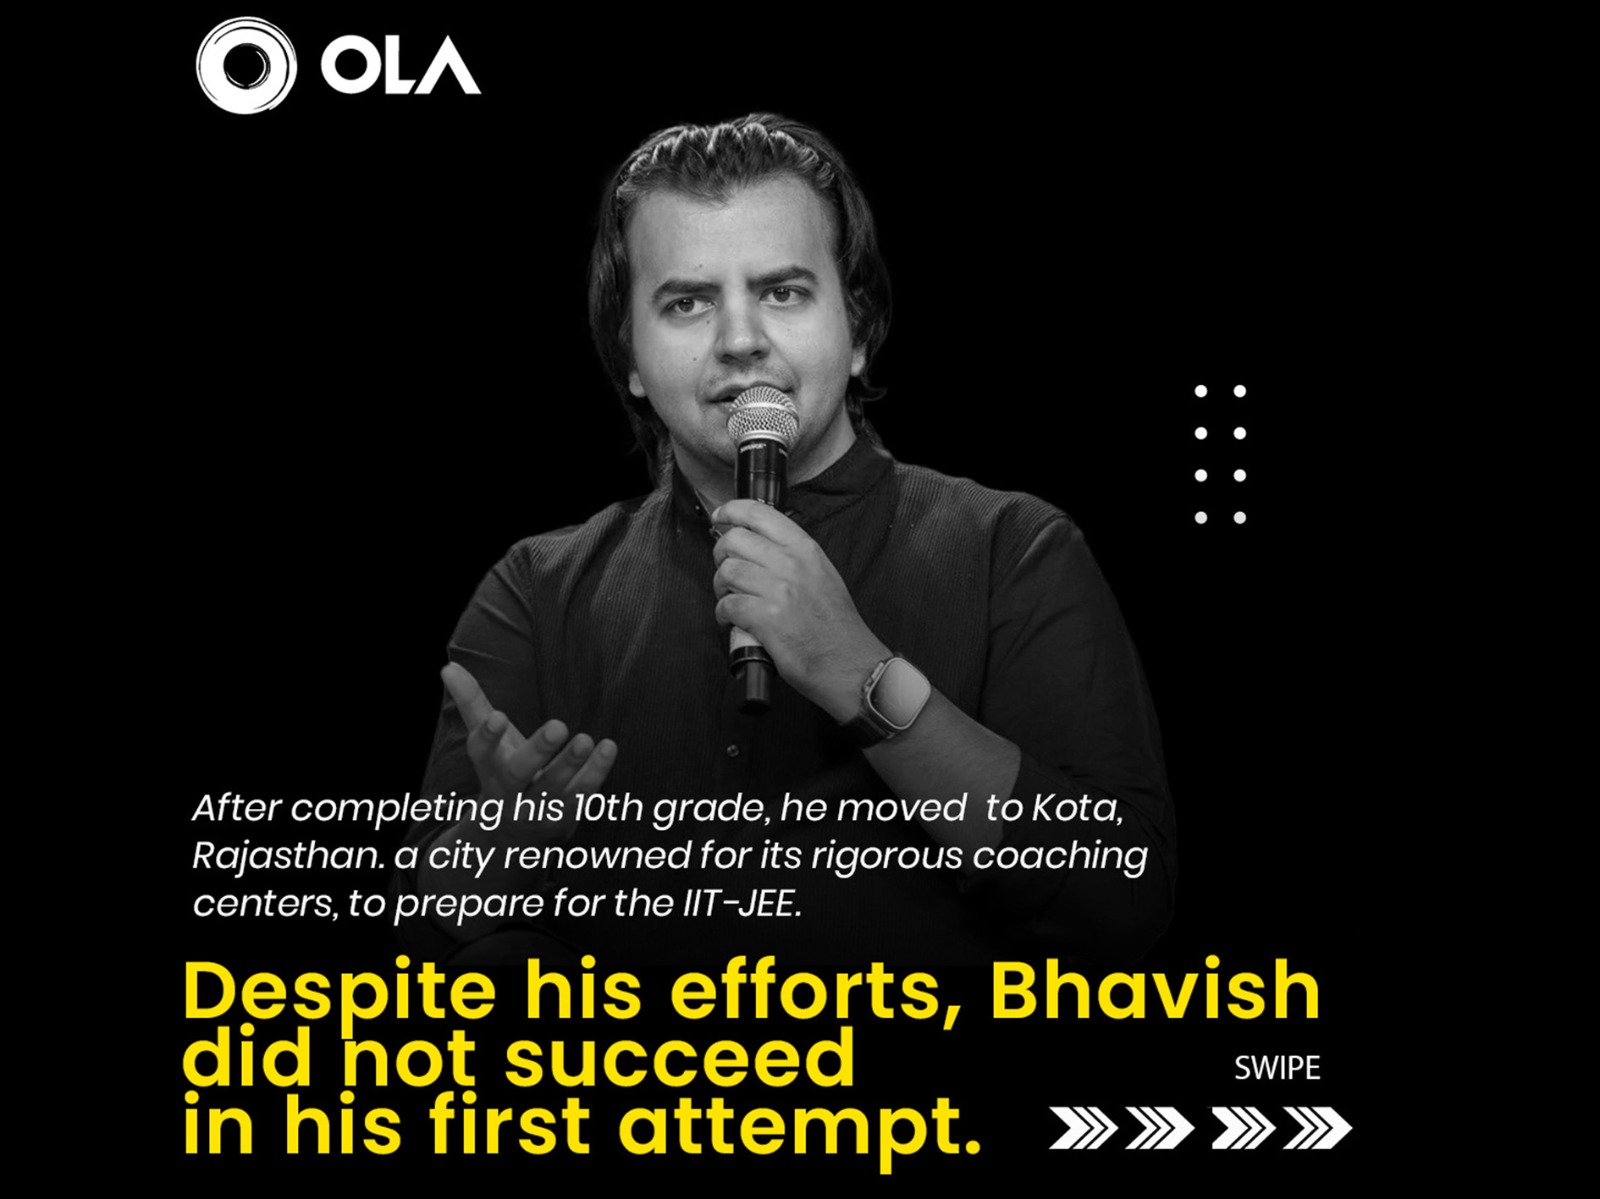 OLA
After completing his 10th grade, he moved  to Kota,
Rajasthan. a city renowned for its rigorous coaching
centers, to prepare for the IIT-JEE.
Despite his efforts, Bhavish
did not succeed
in his first attempt.
SWIPE